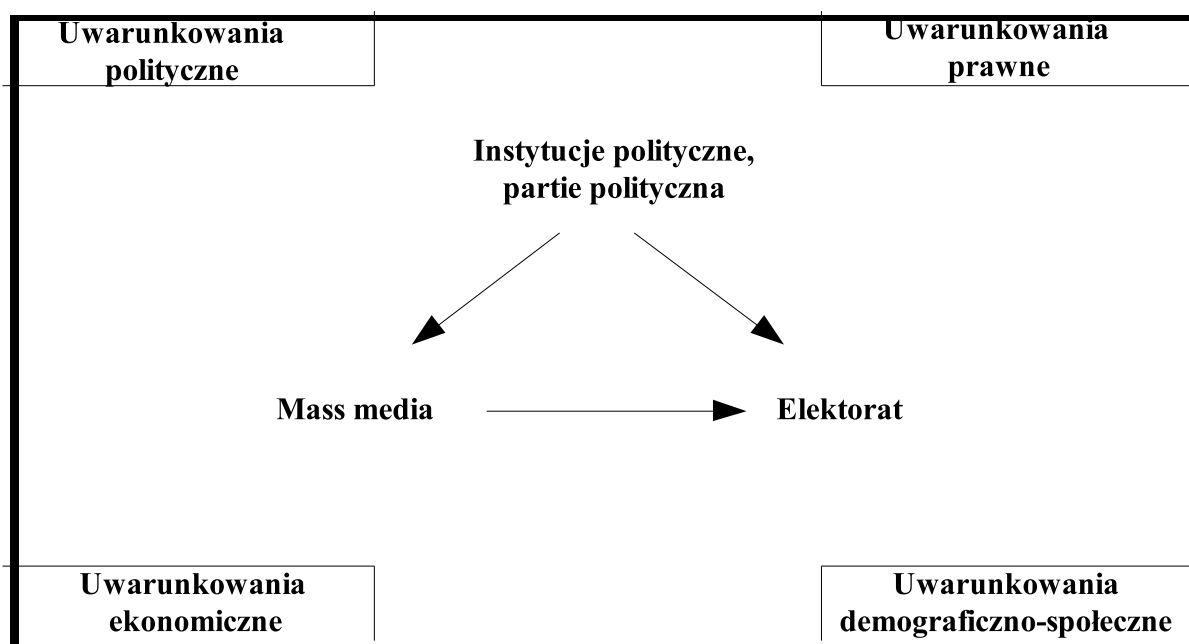 Uwarunkowania
polityczne
Uwarunkowania
prawne
Instytucje polityczne,
partie polityczna
Mass media
Elektorat
Uwarunkowania
ekonomiczne
Uwarunkowania
demograficzno-społeczne